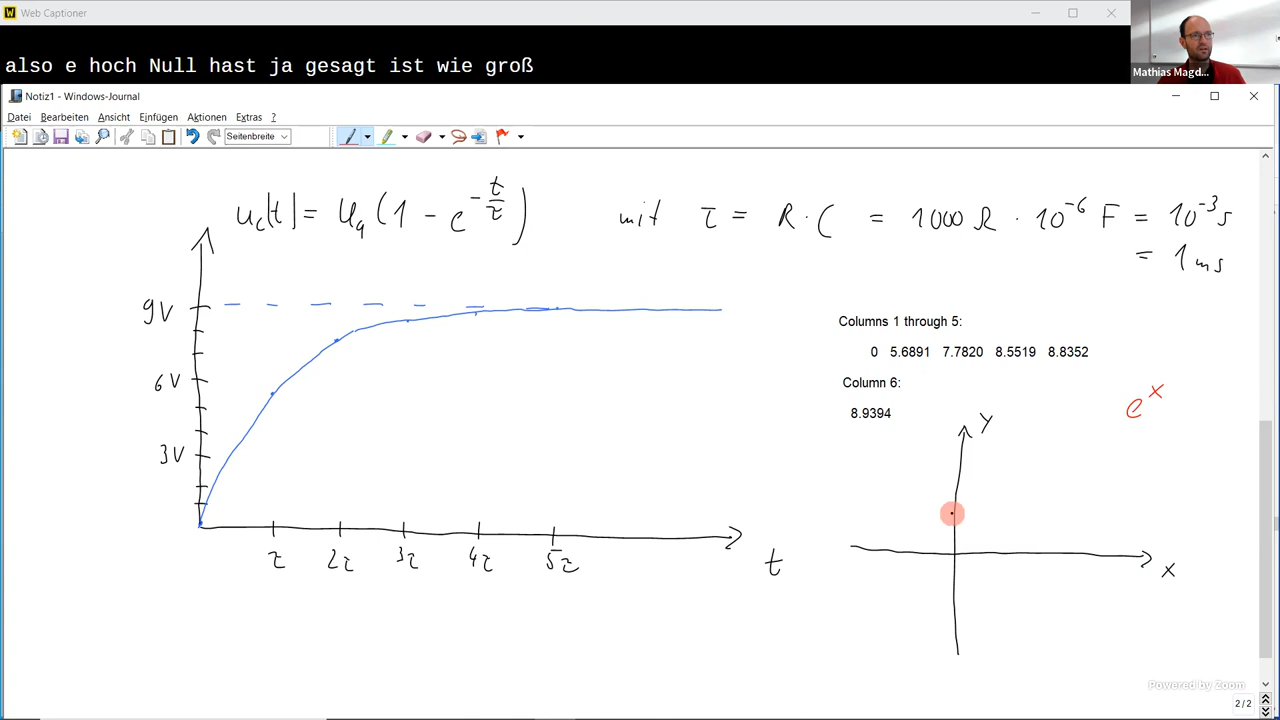 Web Captioner
also e hoch Null hast ja gesagt ist wie groß
Mathias Magd...
Notiz1 - Windows-Journal
Datei Bearbeiten Ansicht Einfügen Aktionen Extras ?
Seitenbreite
u_c(t) = U_q (1 - e^{-t/τ}) mit τ = R · C = 1000 Ω · 10^{-6} F = 10^{-3} s
= 1 ms
9V
6V
3V
τ 2τ 3τ 4τ 5τ
t
Columns 1 through 5:
0 5.6891 7.7820 8.5519 8.8352
Column 6:
8.9394
e^x
y
x
Powered by Zoom
2/2